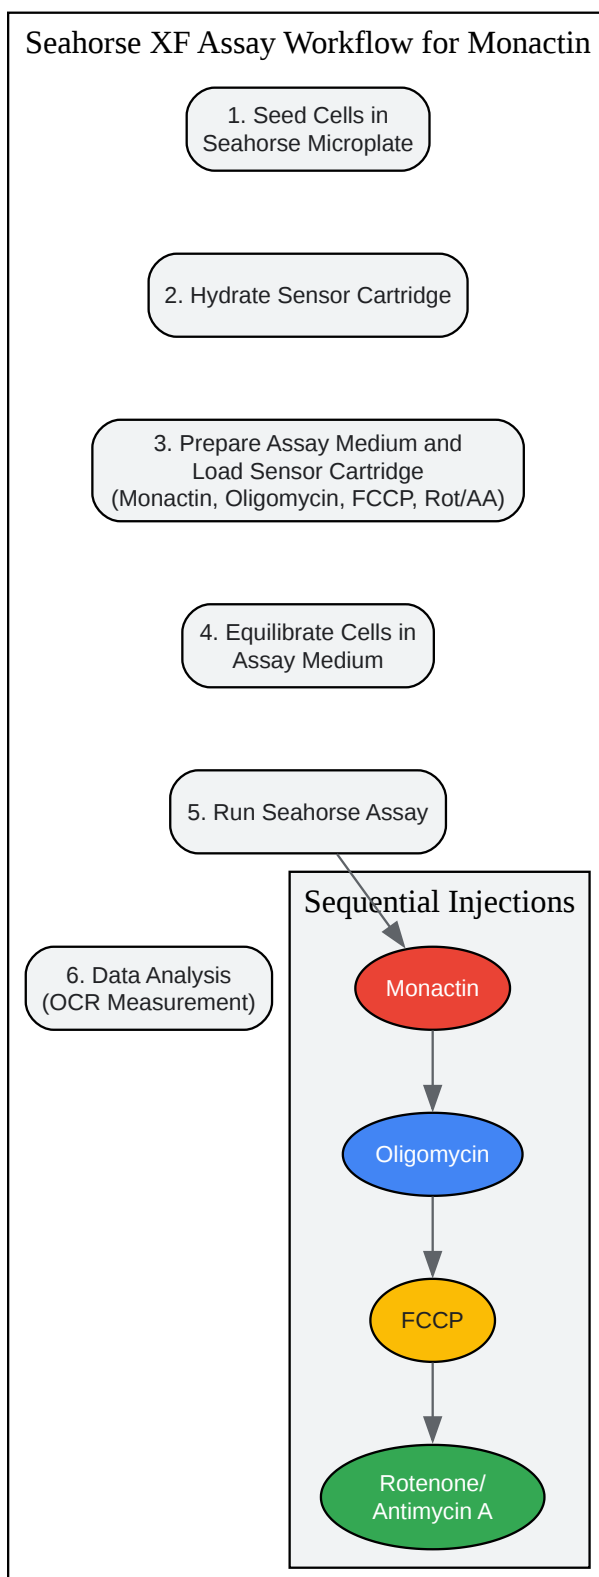 Seahorse XF Assay Workflow for Monactin
1. Seed Cells in
Seahorse Microplate
2. Hydrate Sensor Cartridge
3. Prepare Assay Medium and
Load Sensor Cartridge
(Monactin, Oligomycin, FCCP, Rot/AA)
4. Equilibrate Cells in
Assay Medium
5. Run Seahorse Assay
Sequential Injections
6. Data Analysis
(OCR Measurement)
Monactin
Oligomycin
FCCP
Rotenone/
Antimycin A